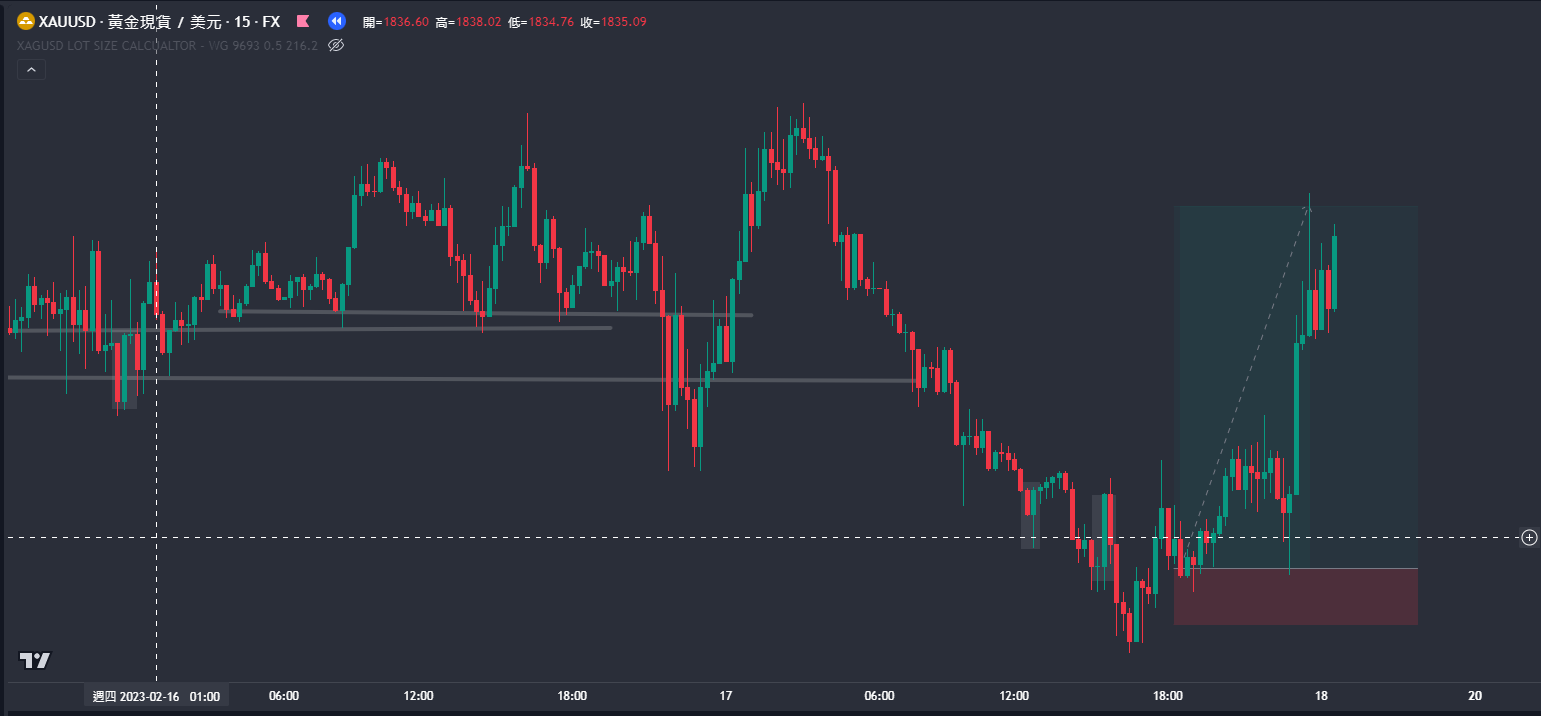 XAUUSD · 黃金現貨 / 美元 · 15 · FX 開=1836.60 高=1838.02 低=1834.76 收=1835.09
XAGUSD LOT SIZE CALCUALTOR - WG 9693 0.5 216.2
週四 2023-02-16 01:00 06:00 12:00 18:00 17 06:00 12:00 18:00 18 20